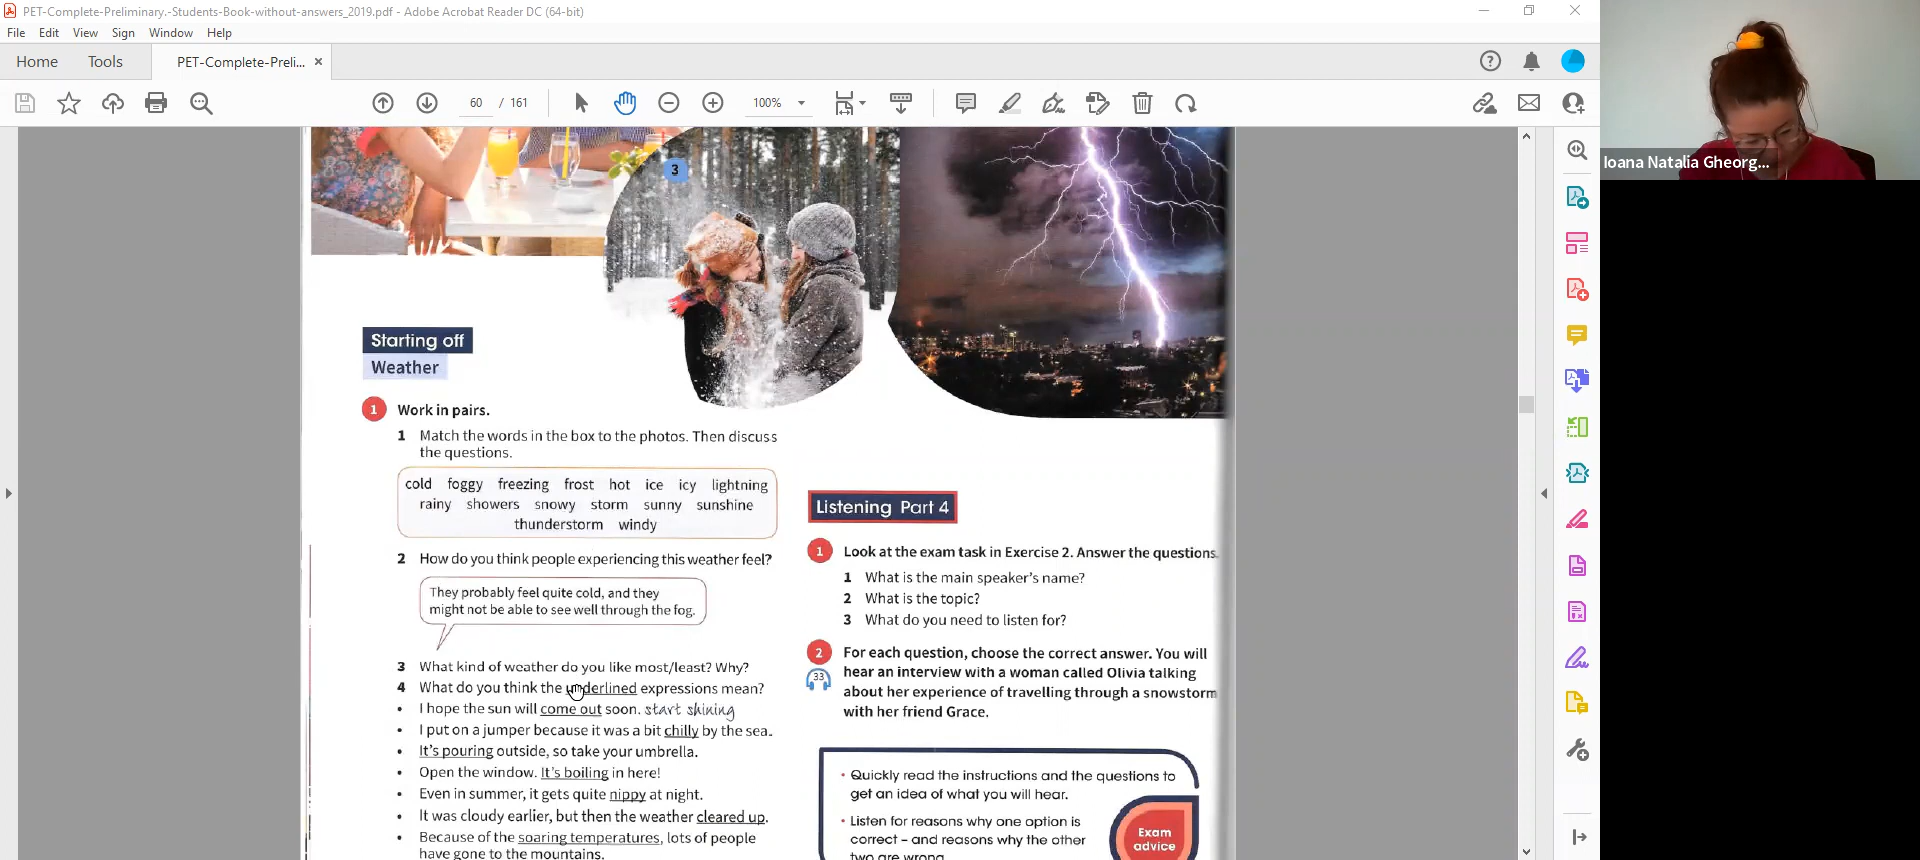 PET-Complete-Preliminary.-Students-Book-without-answers_2019.pdf - Adobe Acrobat Reader DC (64-bit)
File Edit View Sign Window Help
Home Tools PET-Complete-Preli... ×
60 / 161 100%
Ioana Natalia Gheorg...
3
Starting off
Weather
1 Work in pairs.
1 Match the words in the box to the photos. Then discuss
the questions.
cold foggy freezing frost hot ice icy lightning
rainy showers snowy storm sunny sunshine
thunderstorm windy
2 How do you think people experiencing this weather feel?
They probably feel quite cold, and they
might not be able to see well through the fog.
3 What kind of weather do you like most/least? Why?
4 What do you think the underlined expressions mean?
• I hope the sun will come out soon. start shining
• I put on a jumper because it was a bit chilly by the sea.
• It's pouring outside, so take your umbrella.
• Open the window. It's boiling in here!
• Even in summer, it gets quite nippy at night.
• It was cloudy earlier, but then the weather cleared up.
• Because of the soaring temperatures, lots of people
have gone to the mountains.
Listening Part 4
1 Look at the exam task in Exercise 2. Answer the questions.
1 What is the main speaker's name?
2 What is the topic?
3 What do you need to listen for?
2 For each question, choose the correct answer. You will
33 hear an interview with a woman called Olivia talking
about her experience of travelling through a snowstorm
with her friend Grace.
• Quickly read the instructions and the questions to
get an idea of what you will hear.
• Listen for reasons why one option is
correct – and reasons why the other
two are wrong
Exam
advice